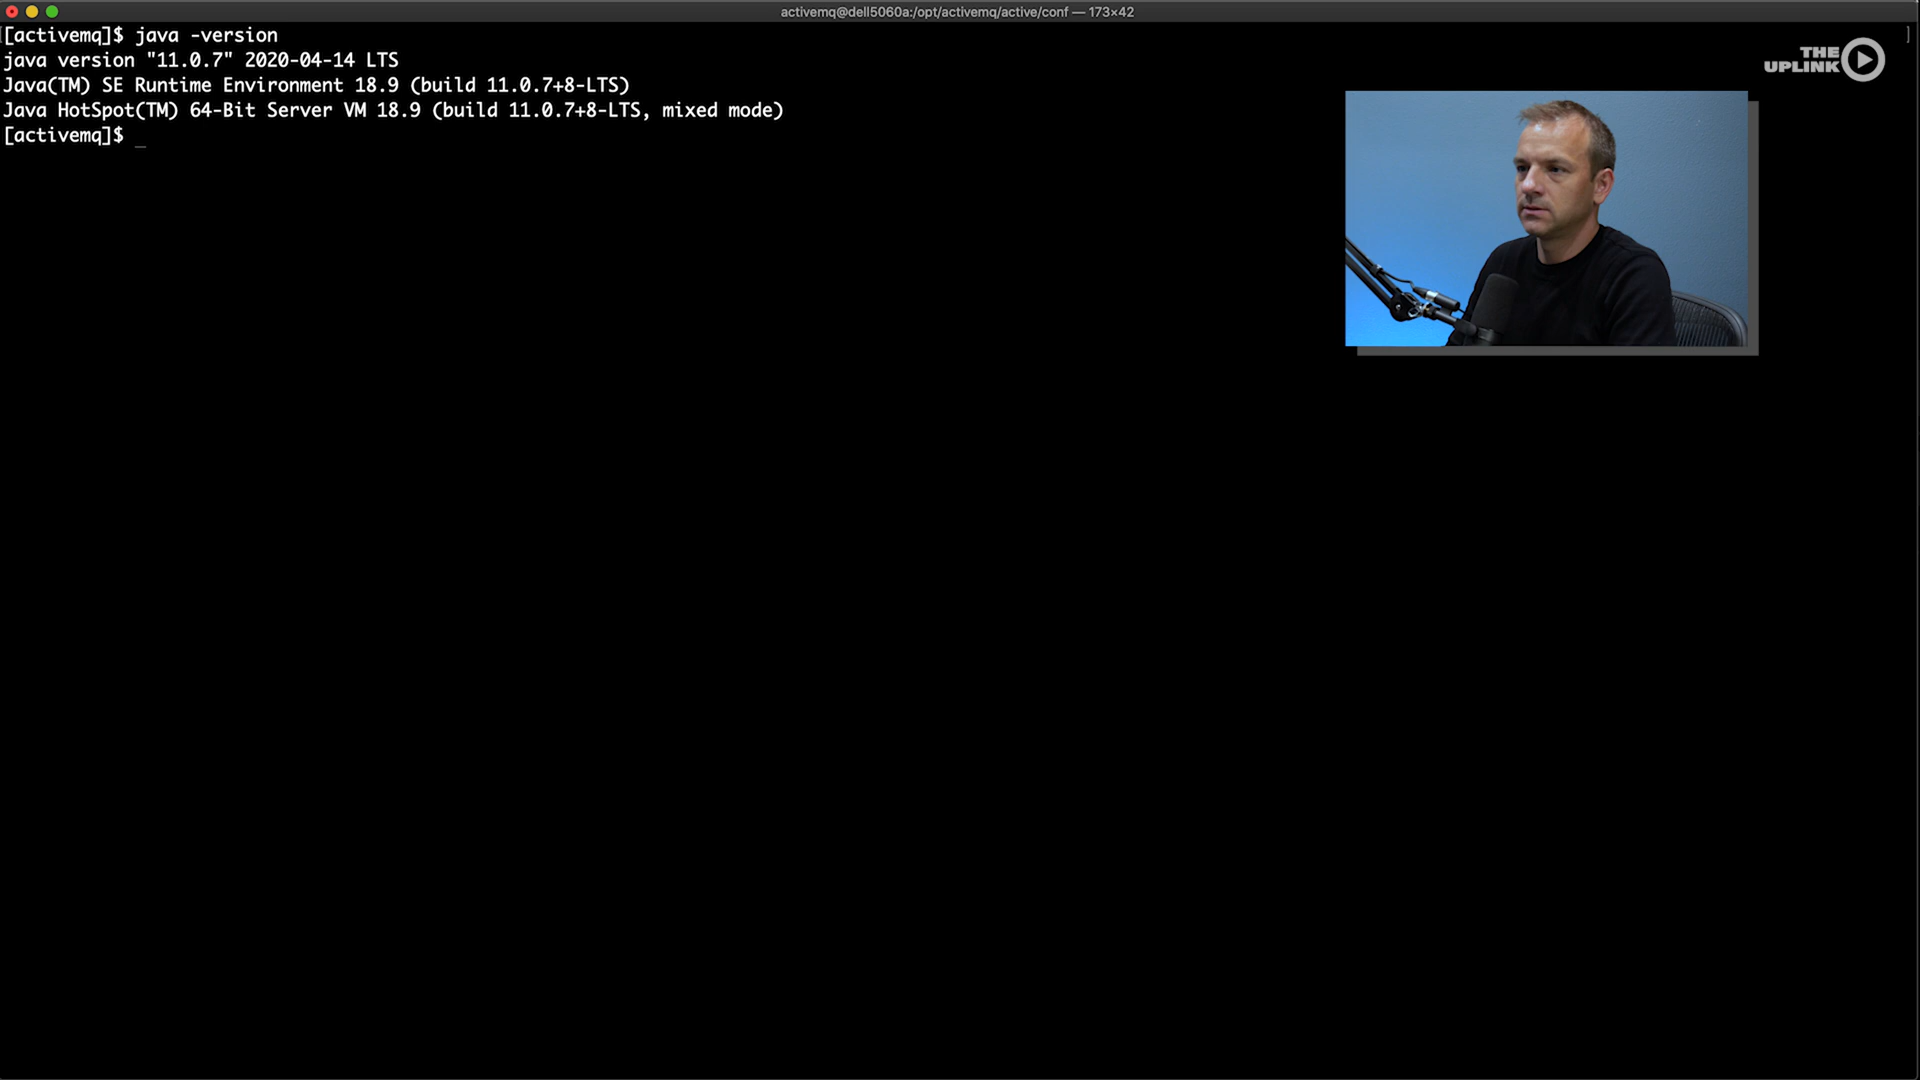 activemq@dell5060a:/opt/activemq/active/conf — 173×42
[activemq]$ java -version
java version "11.0.7" 2020-04-14 LTS
Java(TM) SE Runtime Environment 18.9 (build 11.0.7+8-LTS)
Java HotSpot(TM) 64-Bit Server VM 18.9 (build 11.0.7+8-LTS, mixed mode)
[activemq]$ _
THE
UPLINK